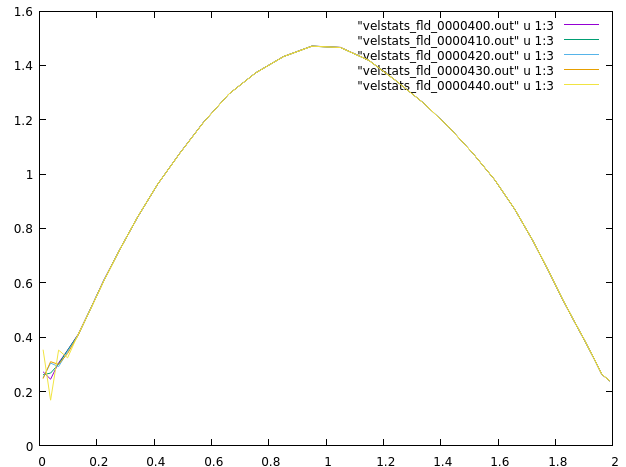 1.6
1.4
1.2
1
0.8
0.6
0.4
0.2
0
"velstats_fld_0000400.out" u 1:3
"velstats_fld_0000410.out" u 1:3
"velstats_fld_0000420.out" u 1:3
"velstats_fld_0000430.out" u 1:3
"velstats_fld_0000440.out" u 1:3
0 0.2 0.4 0.6 0.8 1 1.2 1.4 1.6 1.8 2